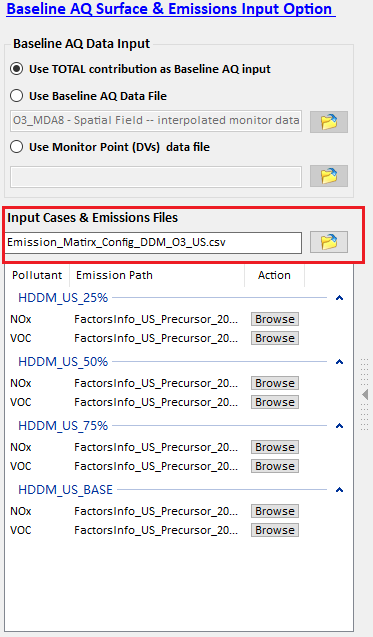 Baseline AQ Surface & Emissions Input Option
Baseline AQ Data Input
Use TOTAL contribution as Baseline AQ input
Use Baseline AQ Data File
O3_MDA8 - Spatial Field -- interpolated monitor data
Use Monitor Point (DVs) data file
Input Cases & Emissions Files
Emission_Matirx_Config_DDM_O3_US.csv
Pollutant Emission Path Action
HDDM_US_25%
NOx FactorsInfo_US_Precursor_20... Browse
VOC FactorsInfo_US_Precursor_20... Browse
HDDM_US_50%
NOx FactorsInfo_US_Precursor_20... Browse
VOC FactorsInfo_US_Precursor_20... Browse
HDDM_US_75%
NOx FactorsInfo_US_Precursor_20... Browse
VOC FactorsInfo_US_Precursor_20... Browse
HDDM_US_BASE
NOx FactorsInfo_US_Precursor_20... Browse
VOC FactorsInfo_US_Precursor_20... Browse